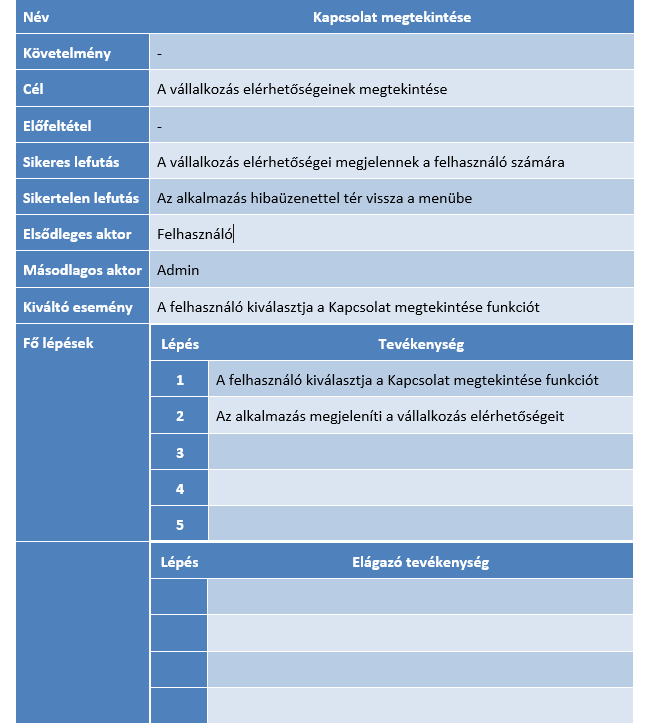 Név Kapcsolat megtekintése
Követelmény -
Cél A vállalkozás elérhetőségeinek megtekintése
Előfeltétel -
Sikeres lefutás A vállalkozás elérhetőségei megjelennek a felhasználó számára
Sikertelen lefutás Az alkalmazás hibaüzenettel tér vissza a menübe
Elsődleges aktor Felhasználó
Másodlagos aktor Admin
Kiváltó esemény A felhasználó kiválasztja a Kapcsolat megtekintése funkciót
Fő lépések Lépés Tevékenység
1 A felhasználó kiválasztja a Kapcsolat megtekintése funkciót
2 Az alkalmazás megjeleníti a vállalkozás elérhetőségeit
3
4
5
Lépés Elágazó tevékenység